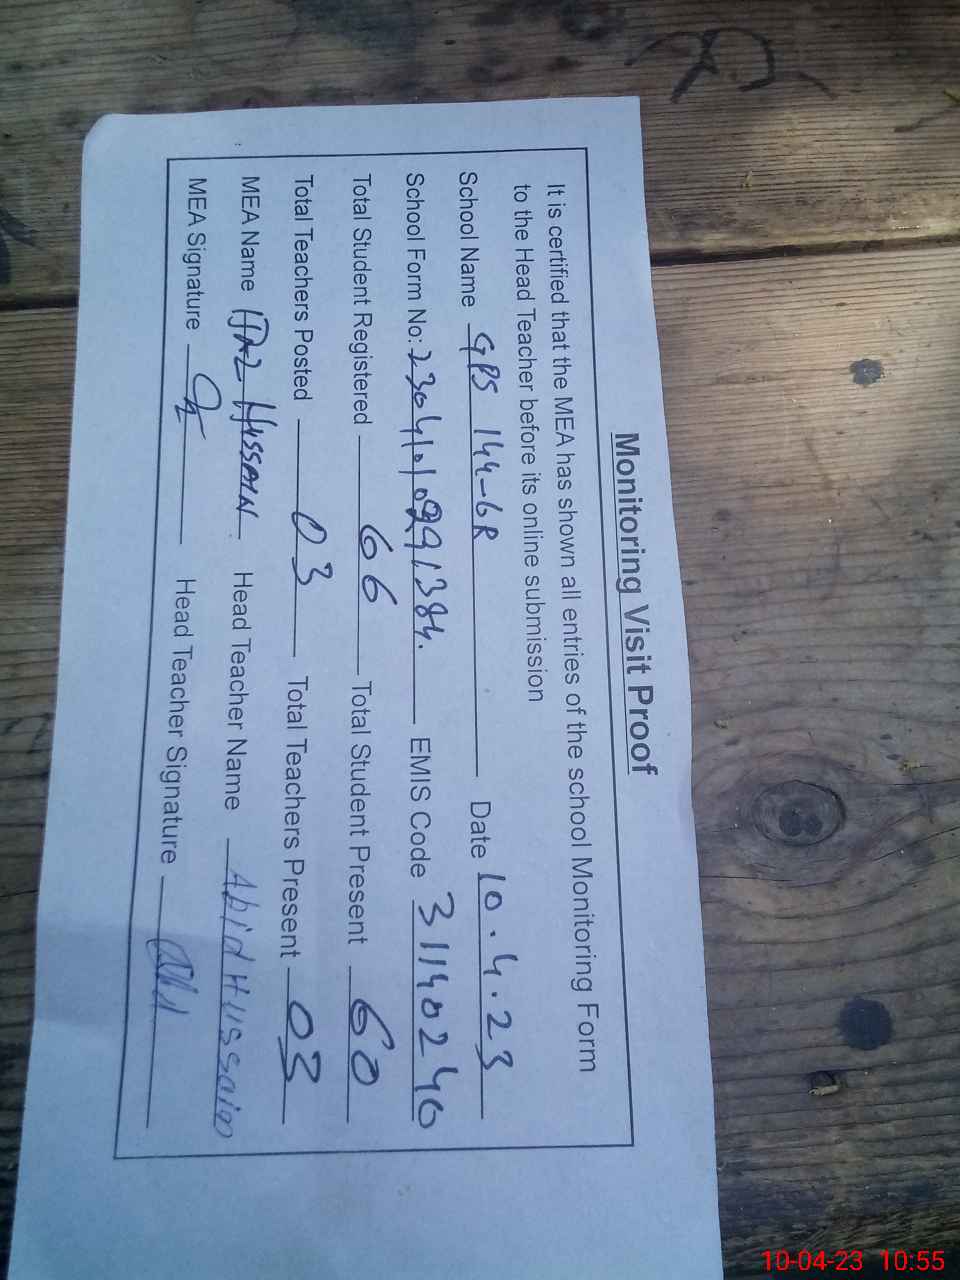 Monitoring Visit Proof
It is certified that the MEA has shown all entries of the school Monitoring Form
to the Head Teacher before its online submission
School Name GPS 144-6R Date 10.4.23
School Form No: EMIS Code 31140240
Total Student Registered 66 Total Student Present 60
Total Teachers Posted 03 Total Teachers Present 03
MEA Name IJAZ HUSSAIN Head Teacher Name Abid Hussain
MEA Signature Head Teacher Signature
10-04-23 10:55